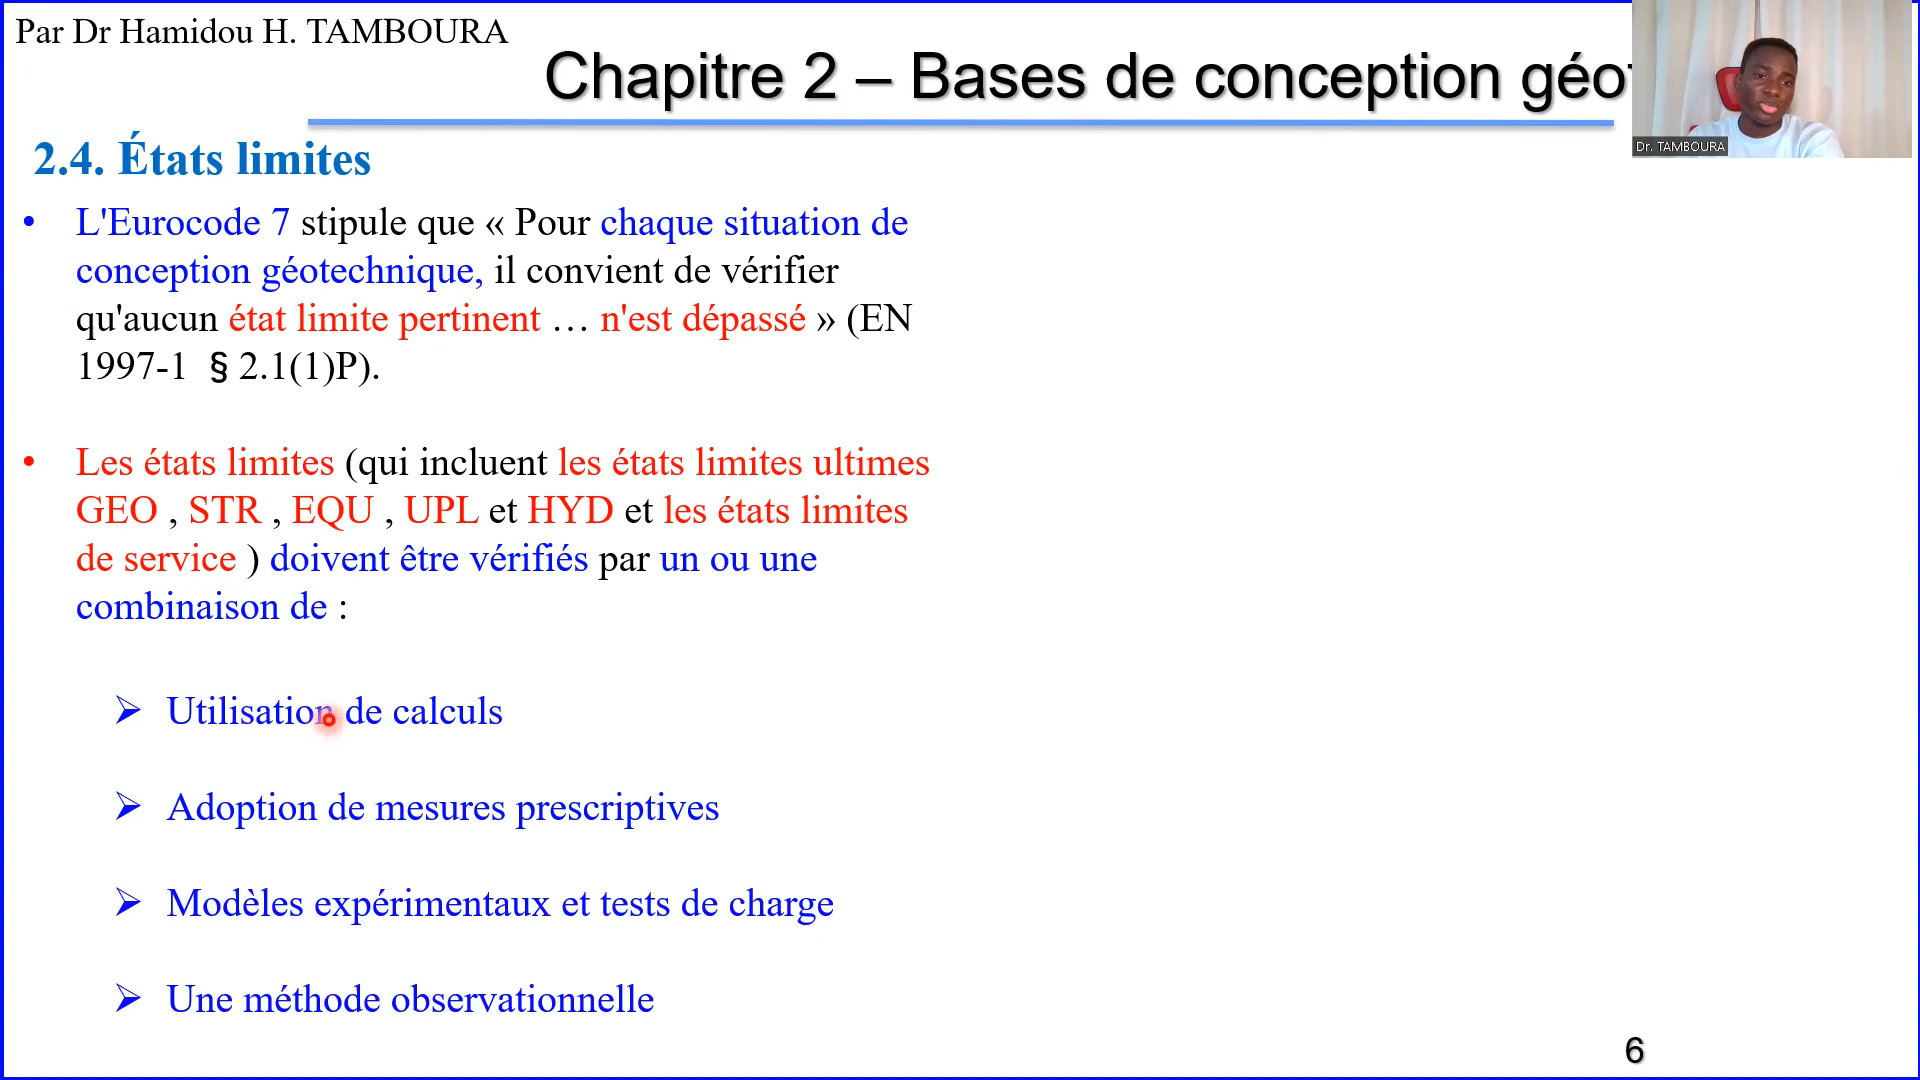 Par Dr Hamidou H. TAMBOURA
Chapitre 2 – Bases de conception géot
Dr. TAMBOURA
2.4. États limites
• L'Eurocode 7 stipule que « Pour chaque situation de
conception géotechnique, il convient de vérifier
qu'aucun état limite pertinent … n'est dépassé » (EN
1997-1 § 2.1(1)P).
• Les états limites (qui incluent les états limites ultimes
GEO , STR , EQU , UPL et HYD et les états limites
de service ) doivent être vérifiés par un ou une
combinaison de :
➢ Utilisation de calculs
➢ Adoption de mesures prescriptives
➢ Modèles expérimentaux et tests de charge
➢ Une méthode observationnelle
6